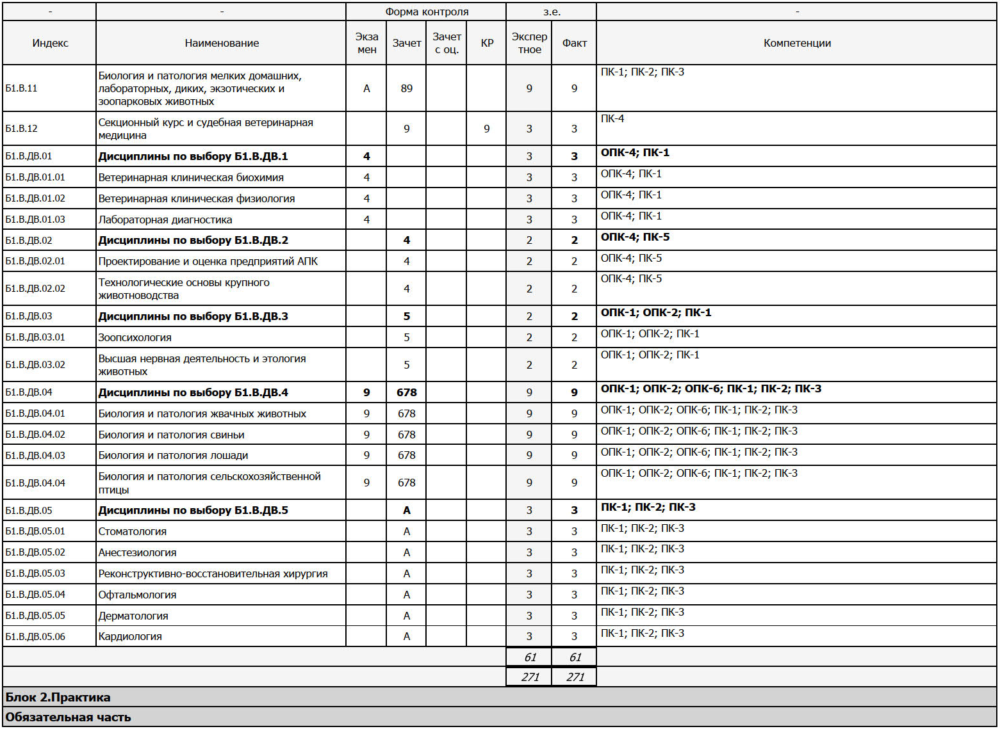 - - Форма контроля з.е. -
Индекс Наименование Экза Зачет Зачет КР Экспер Факт Компетенции
мен с оц. тное
Биология и патология мелких домашних, ПК-1; ПК-2; ПК-3
Б1.В.11 лабораторных, диких, экзотических и А 89 9 9
зоопарковых животных
Секционный курс и судебная ветеринарная ПК-4
Б1.В.12 медицина 9 9 3 3
Б1.В.ДВ.01 Дисциплины по выбору Б1.В.ДВ.1 4 3 3 ОПК-4; ПК-1
Б1.В.ДВ.01.01 Ветеринарная клиническая биохимия 4 3 3 ОПК-4; ПК-1
Б1.В.ДВ.01.02 Ветеринарная клиническая физиология 4 3 3 ОПК-4; ПК-1
Б1.В.ДВ.01.03 Лабораторная диагностика 4 3 3 ОПК-4; ПК-1
Б1.В.ДВ.02 Дисциплины по выбору Б1.В.ДВ.2 4 2 2 ОПК-4; ПК-5
Б1.В.ДВ.02.01 Проектирование и оценка предприятий АПК 4 2 2 ОПК-4; ПК-5
Технологические основы крупного ОПК-4; ПК-5
Б1.В.ДВ.02.02 животноводства 4 2 2
Б1.В.ДВ.03 Дисциплины по выбору Б1.В.ДВ.3 5 2 2 ОПК-1; ОПК-2; ПК-1
Б1.В.ДВ.03.01 Зоопсихология 5 2 2 ОПК-1; ОПК-2; ПК-1
Высшая нервная деятельность и этология ОПК-1; ОПК-2; ПК-1
Б1.В.ДВ.03.02 животных 5 2 2
Б1.В.ДВ.04 Дисциплины по выбору Б1.В.ДВ.4 9 678 9 9 ОПК-1; ОПК-2; ОПК-6; ПК-1; ПК-2; ПК-3
Б1.В.ДВ.04.01 Биология и патология жвачных животных 9 678 9 9 ОПК-1; ОПК-2; ОПК-6; ПК-1; ПК-2; ПК-3
Б1.В.ДВ.04.02 Биология и патология свиньи 9 678 9 9 ОПК-1; ОПК-2; ОПК-6; ПК-1; ПК-2; ПК-3
Б1.В.ДВ.04.03 Биология и патология лошади 9 678 9 9 ОПК-1; ОПК-2; ОПК-6; ПК-1; ПК-2; ПК-3
Биология и патология сельскохозяйственной ОПК-1; ОПК-2; ОПК-6; ПК-1; ПК-2; ПК-3
Б1.В.ДВ.04.04 птицы 9 678 9 9
Б1.В.ДВ.05 Дисциплины по выбору Б1.В.ДВ.5 А 3 3 ПК-1; ПК-2; ПК-3
Б1.В.ДВ.05.01 Стоматология А 3 3 ПК-1; ПК-2; ПК-3
Б1.В.ДВ.05.02 Анестезиология А 3 3 ПК-1; ПК-2; ПК-3
Б1.В.ДВ.05.03 Реконструктивно-восстановительная хирургия А 3 3 ПК-1; ПК-2; ПК-3
Б1.В.ДВ.05.04 Офтальмология А 3 3 ПК-1; ПК-2; ПК-3
Б1.В.ДВ.05.05 Дерматология А 3 3 ПК-1; ПК-2; ПК-3
Б1.В.ДВ.05.06 Кардиология А 3 3 ПК-1; ПК-2; ПК-3
61 61
271 271
Блок 2.Практика
Обязательная часть